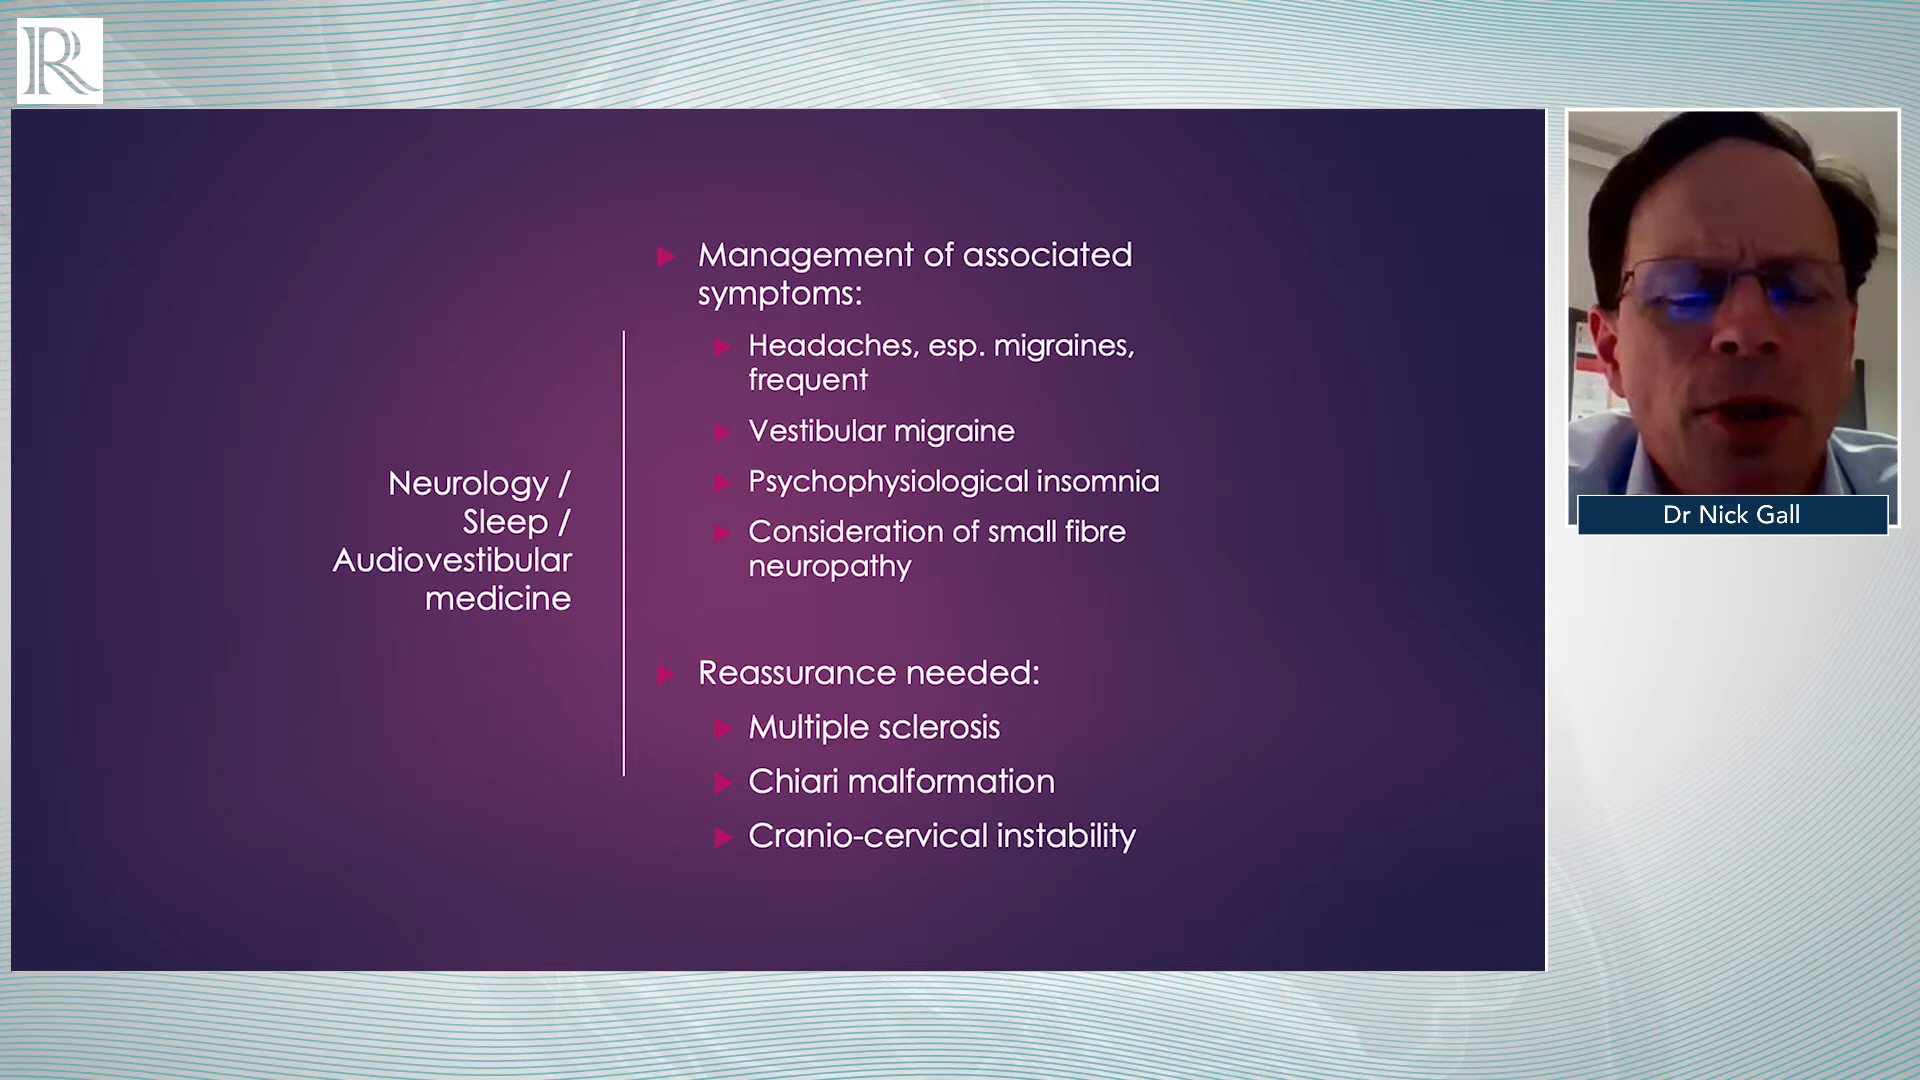 R
Neurology /
Sleep /
Audiovestibular
medicine
Management of associated
symptoms:
Headaches, esp. migraines,
frequent
Vestibular migraine
Psychophysiological insomnia
Consideration of small fibre
neuropathy
Reassurance needed:
Multiple sclerosis
Chiari malformation
Cranio-cervical instability
Dr Nick Gall